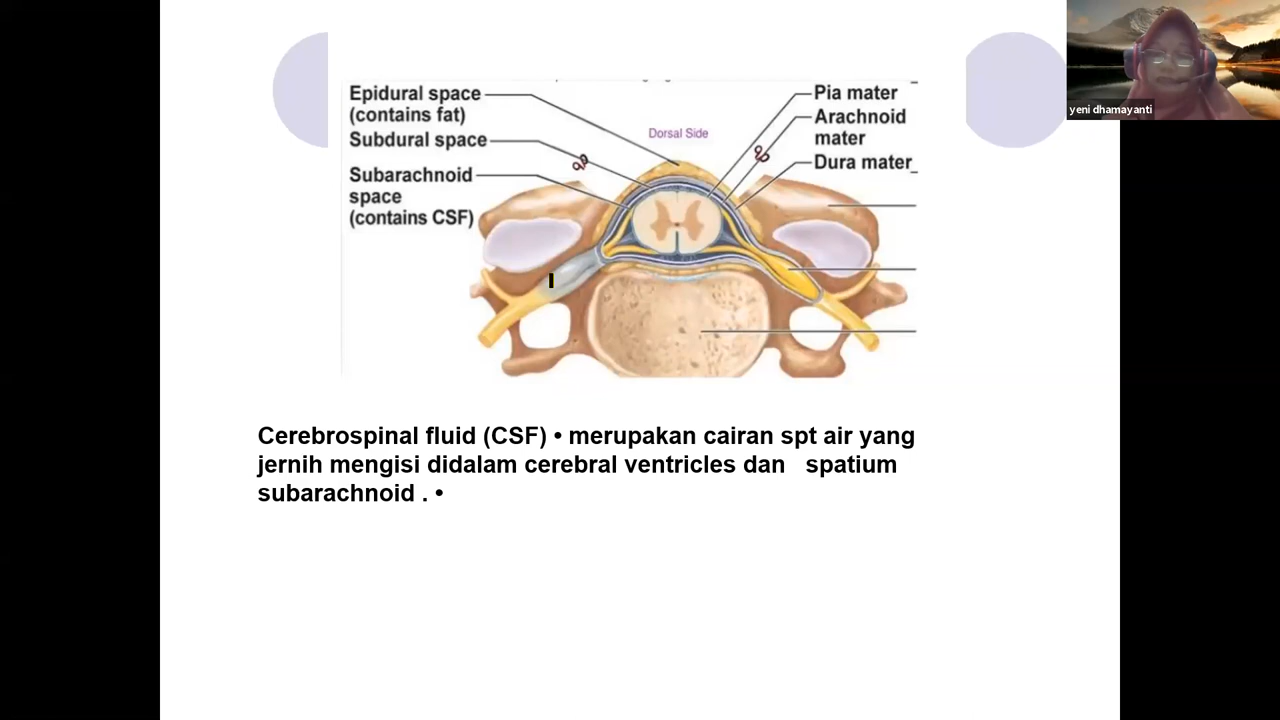 Epidural space
(contains fat)
Subdural space
Subarachnoid
space
(contains CSF)
Dorsal Side
Pia mater
Arachnoid
mater
Dura mater
yeni dhamayanti
Cerebrospinal fluid (CSF) • merupakan cairan spt air yang
jernih mengisi didalam cerebral ventricles dan spatium
subarachnoid . •